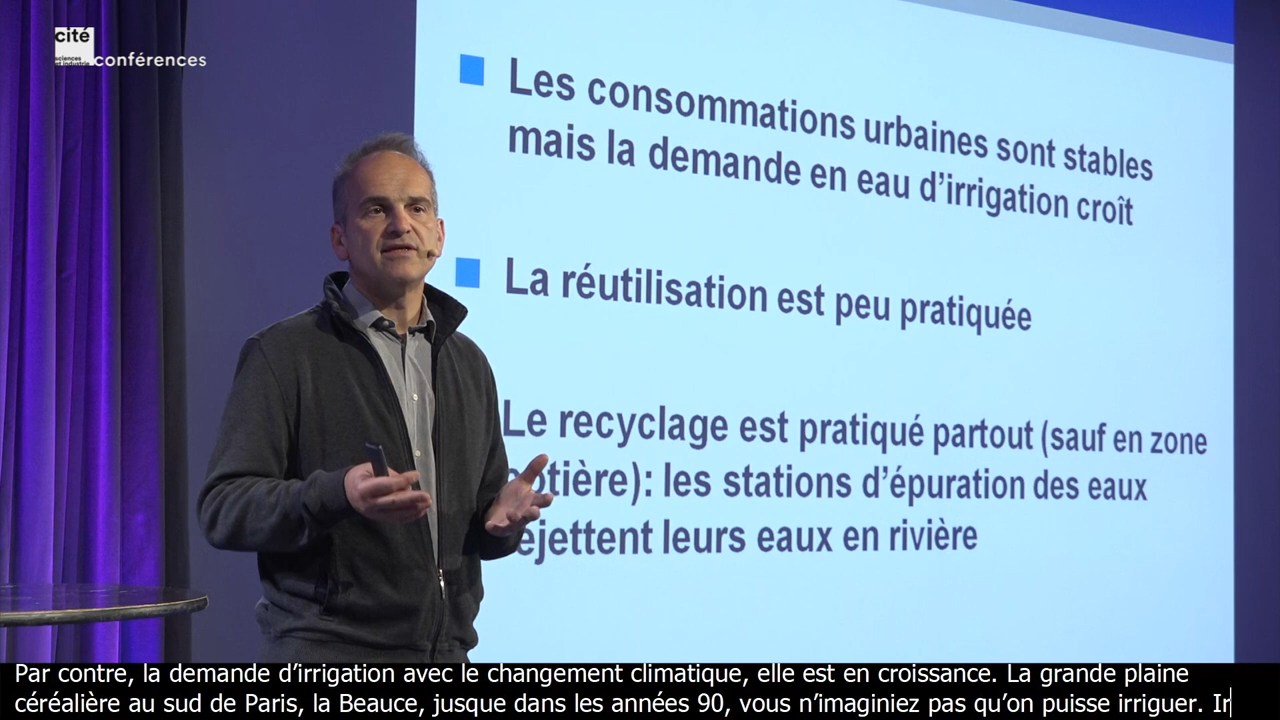 cité
sciences
et industrie
conférences
Les consommations urbaines sont stables
mais la demande en eau d’irrigation croît
La réutilisation est peu pratiquée
Le recyclage est pratiqué partout (sauf en zone
côtière): les stations d’épuration des eaux
rejettent leurs eaux en rivière
Par contre, la demande d’irrigation avec le changement climatique, elle est en croissance. La grande plaine
céréalière au sud de Paris, la Beauce, jusque dans les années 90, vous n’imaginiez pas qu’on puisse irriguer. Ir